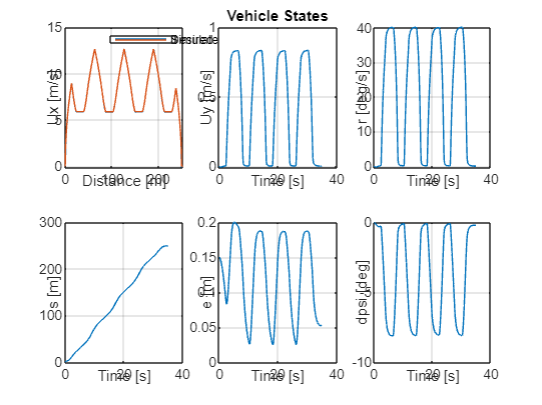 Vehicle States
15
10
5
0
0 100 200
Ux [m/s]
Distance [m]
Desired
1
0.5
0
0 20 40
Uy [m/s]
Time [s]
40
30
20
10
0
0 20 40
r [deg/s]
Time [s]
300
200
100
0
0 20 40
s [m]
Time [s]
0.2
0.15
0.1
0.05
0
0 20 40
e [m]
Time [s]
0
-5
-10
0 20 40
dpsi [deg]
Time [s]